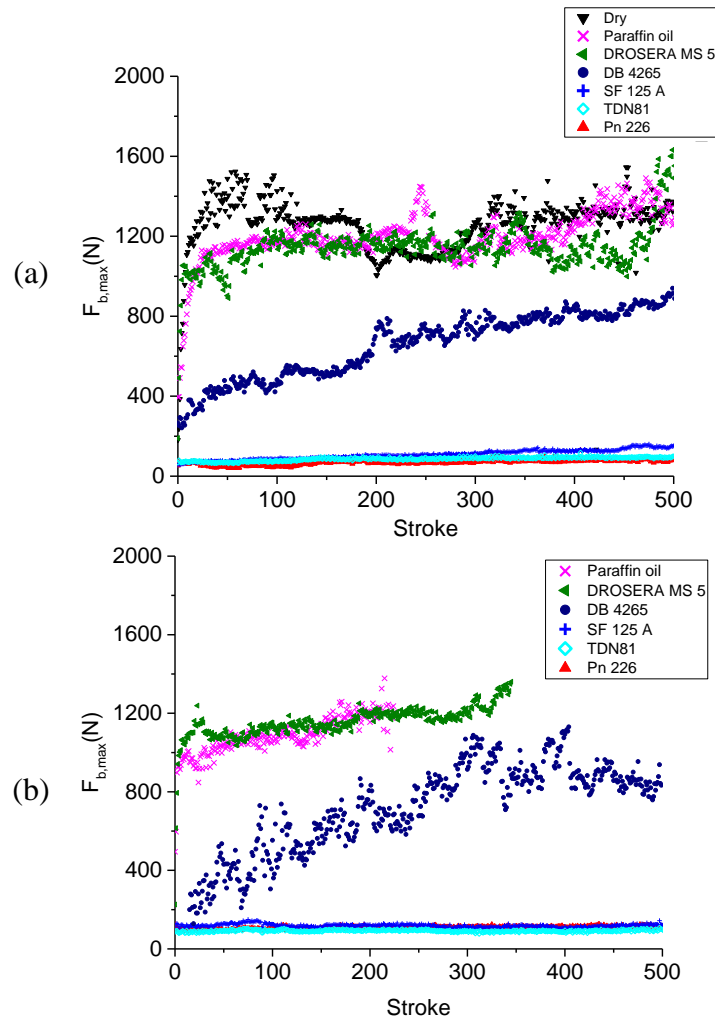 Dry
Paraffin oil
DROSERA MS 5
DB 4265
SF 125 A
TDN81
Pn 226
2000
1600
1200
800
400
0
F_b,max(N)
(a)
0 100 200 300 400 500
Stroke
Paraffin oil
DROSERA MS 5
DB 4265
SF 125 A
TDN81
Pn 226
2000
1600
1200
800
400
0
F_b,max(N)
(b)
0 100 200 300 400 500
Stroke